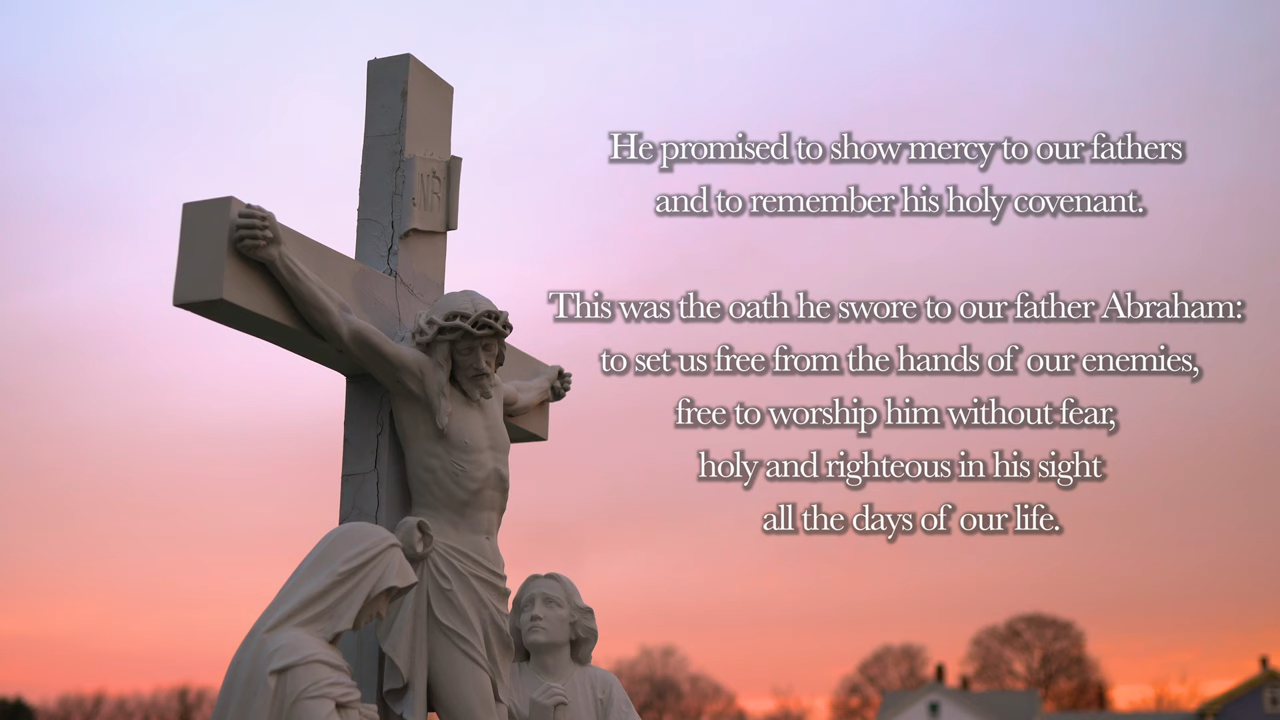 INRI
He promised to show mercy to our fathers
and to remember his holy covenant.
This was the oath he swore to our father Abraham:
to set us free from the hands of our enemies,
free to worship him without fear,
holy and righteous in his sight
all the days of our life.